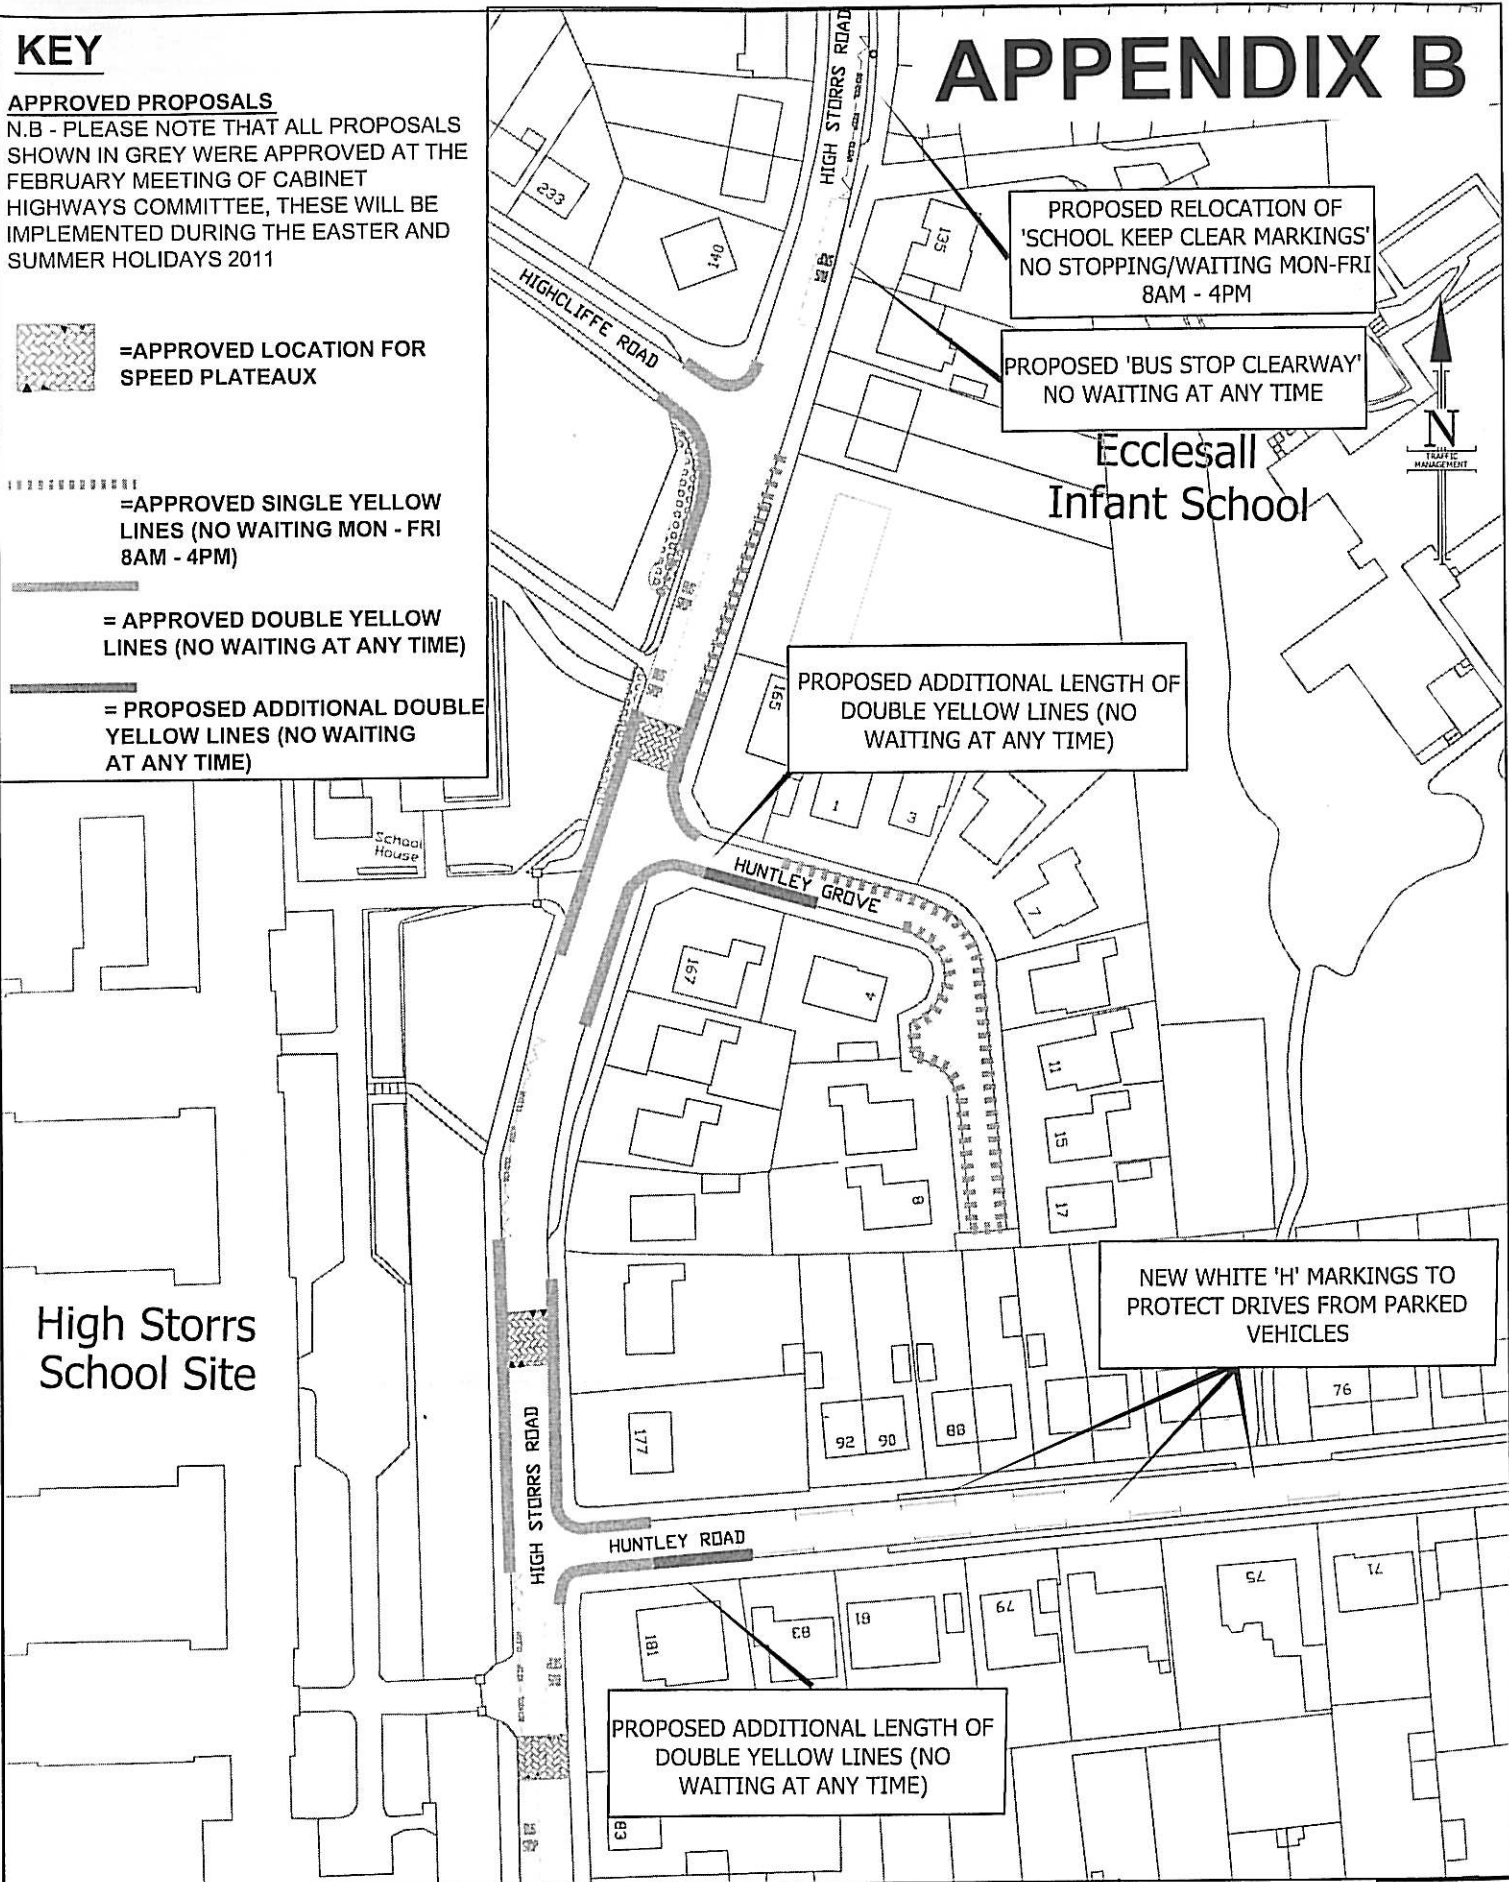 KEY
APPENDIX B
APPROVED PROPOSALS
N.B - PLEASE NOTE THAT ALL PROPOSALS
SHOWN IN GREY WERE APPROVED AT THE
FEBRUARY MEETING OF CABINET
HIGHWAYS COMMITTEE, THESE WILL BE
IMPLEMENTED DURING THE EASTER AND
SUMMER HOLIDAYS 2011
=APPROVED LOCATION FOR
SPEED PLATEAUX
=APPROVED SINGLE YELLOW
LINES (NO WAITING MON - FRI
8AM - 4PM)
= APPROVED DOUBLE YELLOW
LINES (NO WAITING AT ANY TIME)
= PROPOSED ADDITIONAL DOUBLE
YELLOW LINES (NO WAITING
AT ANY TIME)
HIGH STORRS ROAD
233
140
135
HIGHCLIFFE ROAD
PROPOSED RELOCATION OF
'SCHOOL KEEP CLEAR MARKINGS'
NO STOPPING/WAITING MON-FRI
8AM - 4PM
PROPOSED 'BUS STOP CLEARWAY'
NO WAITING AT ANY TIME
N
TRAFFIC
MANAGEMENT
Ecclesall
Infant School
165
PROPOSED ADDITIONAL LENGTH OF
DOUBLE YELLOW LINES (NO
WAITING AT ANY TIME)
1
3
School
House
HUNTLEY GROVE
7
167
4
11
15
8
17
NEW WHITE 'H' MARKINGS TO
PROTECT DRIVES FROM PARKED
VEHICLES
High Storrs
School Site
76
177
92
90
88
HIGH STORRS ROAD
HUNTLEY ROAD
181
83
81
79
75
71
PROPOSED ADDITIONAL LENGTH OF
DOUBLE YELLOW LINES (NO
WAITING AT ANY TIME)
BUS
STOP
83